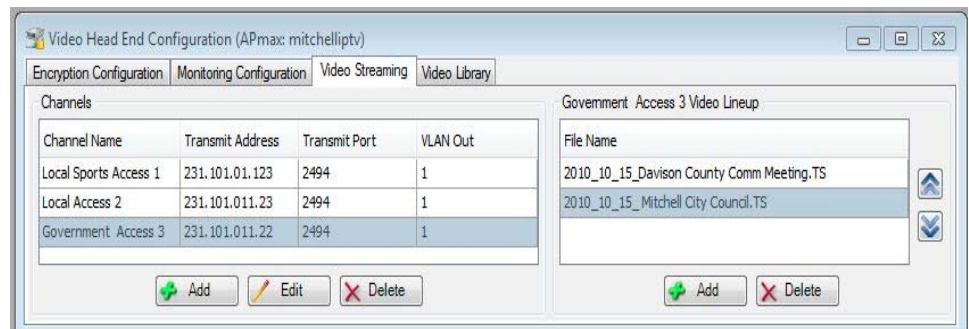 Video Head End Configuration (APmax: mitchelliptv)
Encryption Configuration Monitoring Configuration Video Streaming Video Library
Channels
Channel Name Transmit Address Transmit Port VLAN Out
Local Sports Access 1 231.101.01.123 2494 1
Local Access 2 231.101.011.23 2494 1
Government Access 3 231.101.011.22 2494 1
Add Edit Delete
Government Access 3 Video Lineup
File Name
2010_10_15_Davison County Comm Meeting.TS
2010_10_15_ Mitchell City Council.TS
Add Delete